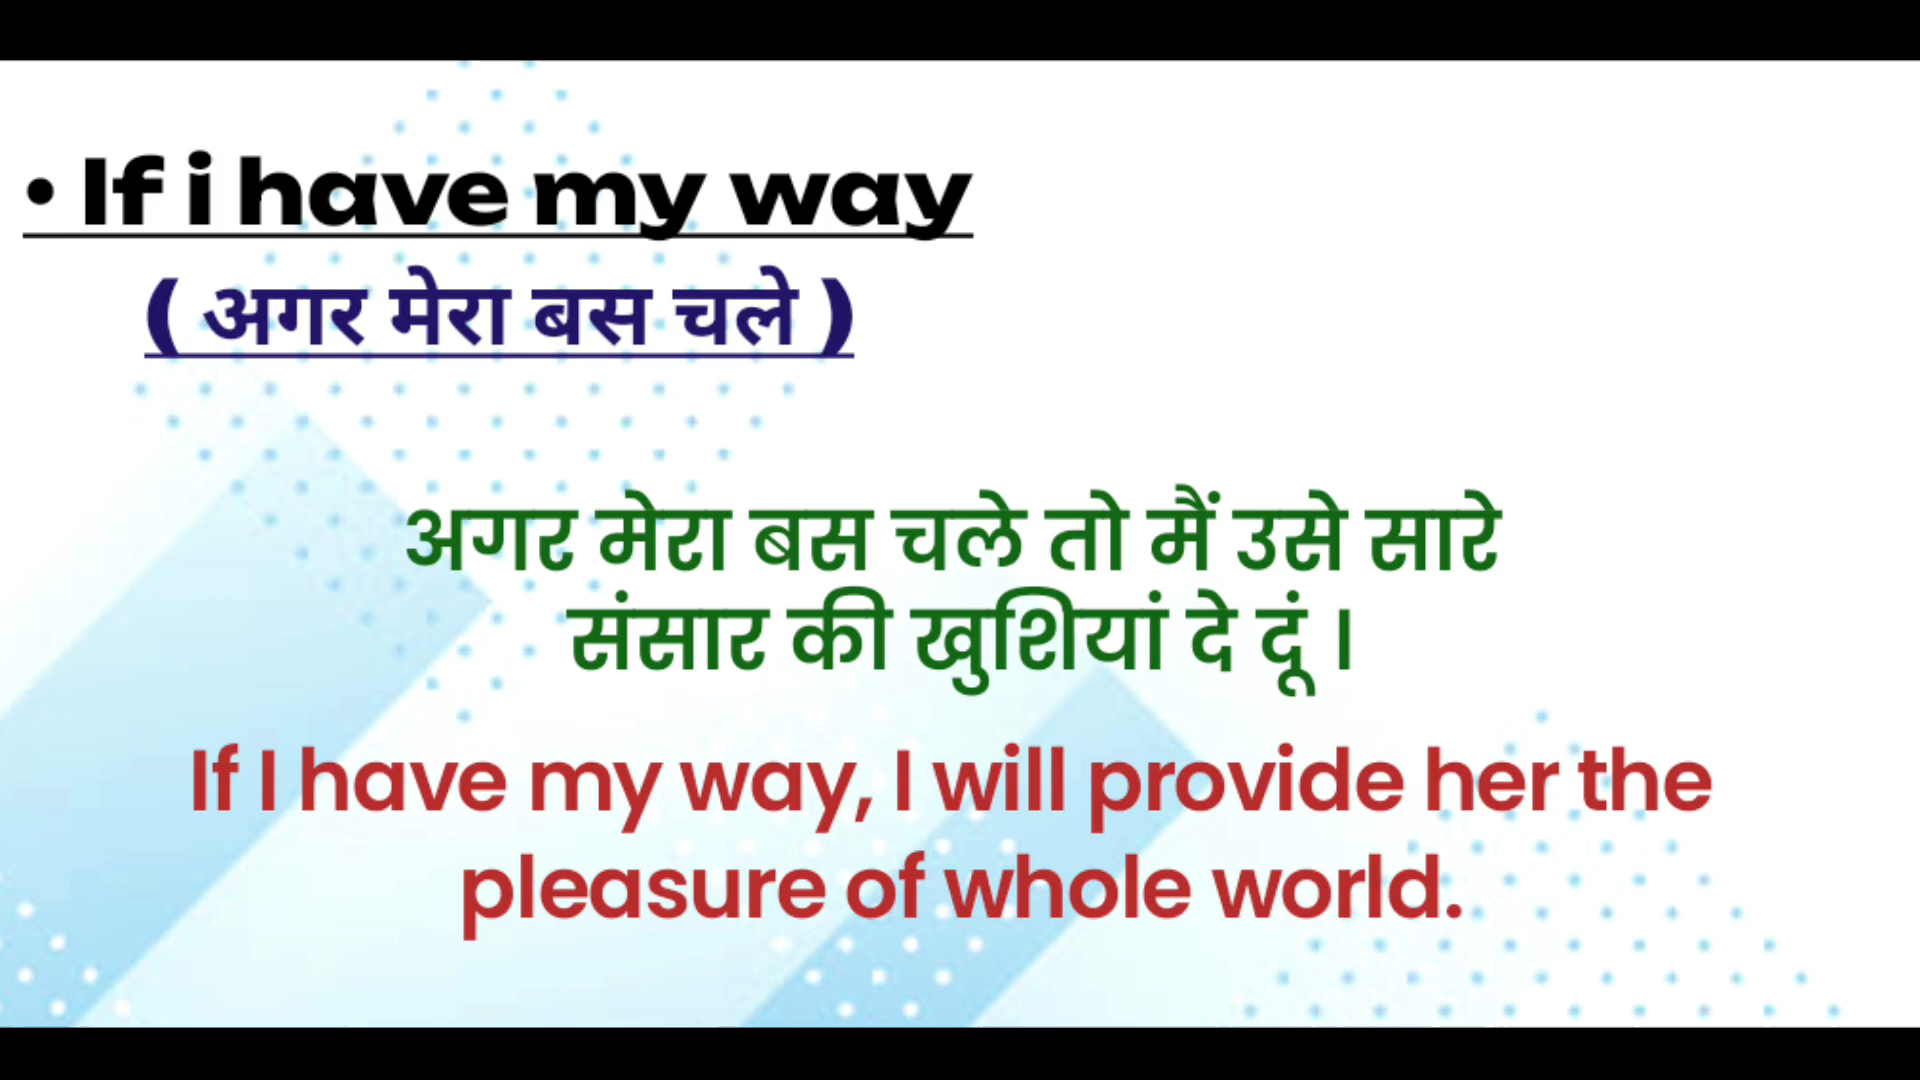 • If i have my way
( अगर मेरा बस चले )
अगर मेरा बस चले तो मैं उसे सारे
संसार की खुशियां दे दूं ।
If I have my way, I will provide her the
pleasure of whole world.